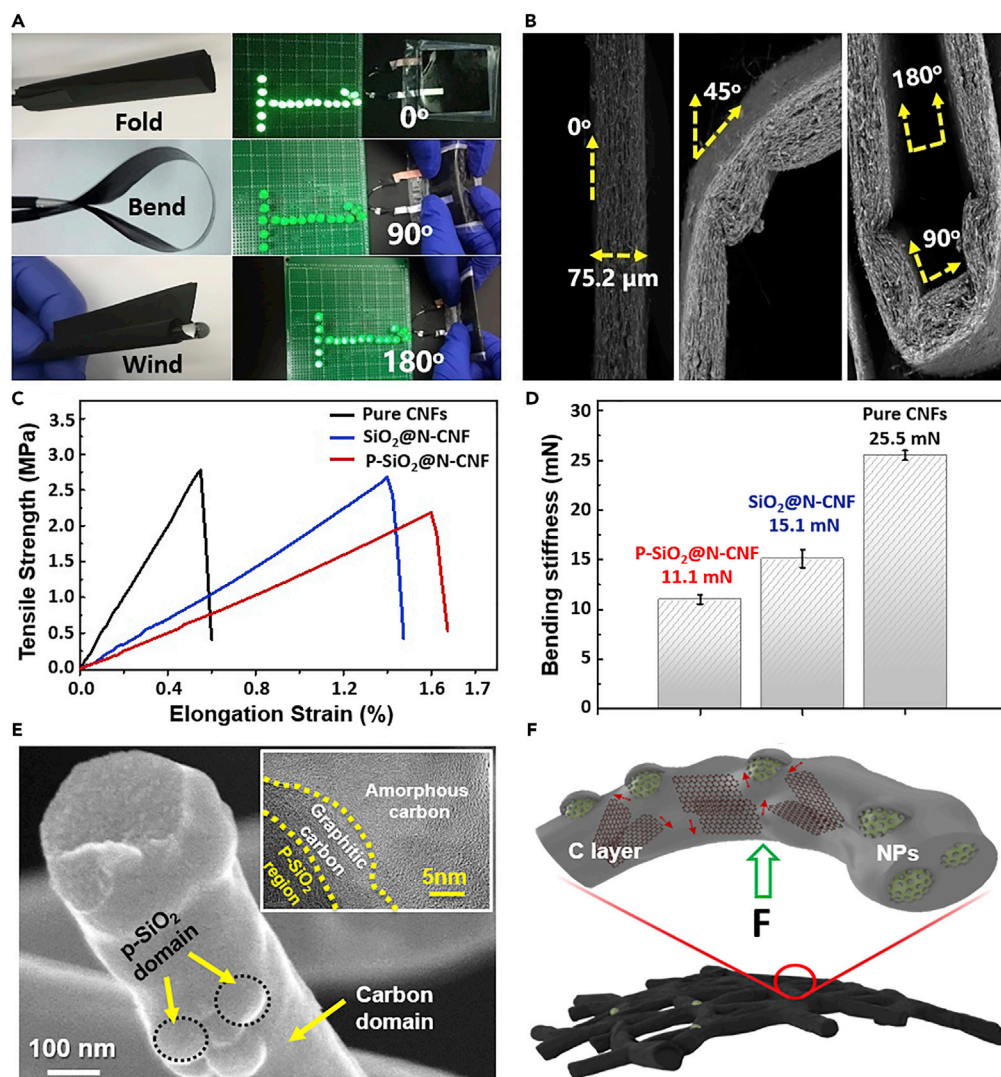 A
Fold
0°
Bend
90°
Wind
180°
B
0°
75.2 µm
45°
180°
90°
C
Tensile Strength (MPa)
3.5
3.0
2.5
2.0
1.5
1.0
0.5
0.0
Pure CNFs
SiO₂@N-CNF
P-SiO₂@N-CNF
0.0 0.4 0.8 1.2 1.6 1.7
Elongation Strain (%)
D
Bending stiffness (mN)
30
25
20
15
10
5
0
P-SiO₂@N-CNF
11.1 mN
SiO₂@N-CNF
15.1 mN
Pure CNFs
25.5 mN
E
p-SiO₂
domain
Carbon
domain
100 nm
Amorphous
carbon
Graphitic
carbon
P-SiO₂
region
5nm
F
C layer
NPs
F